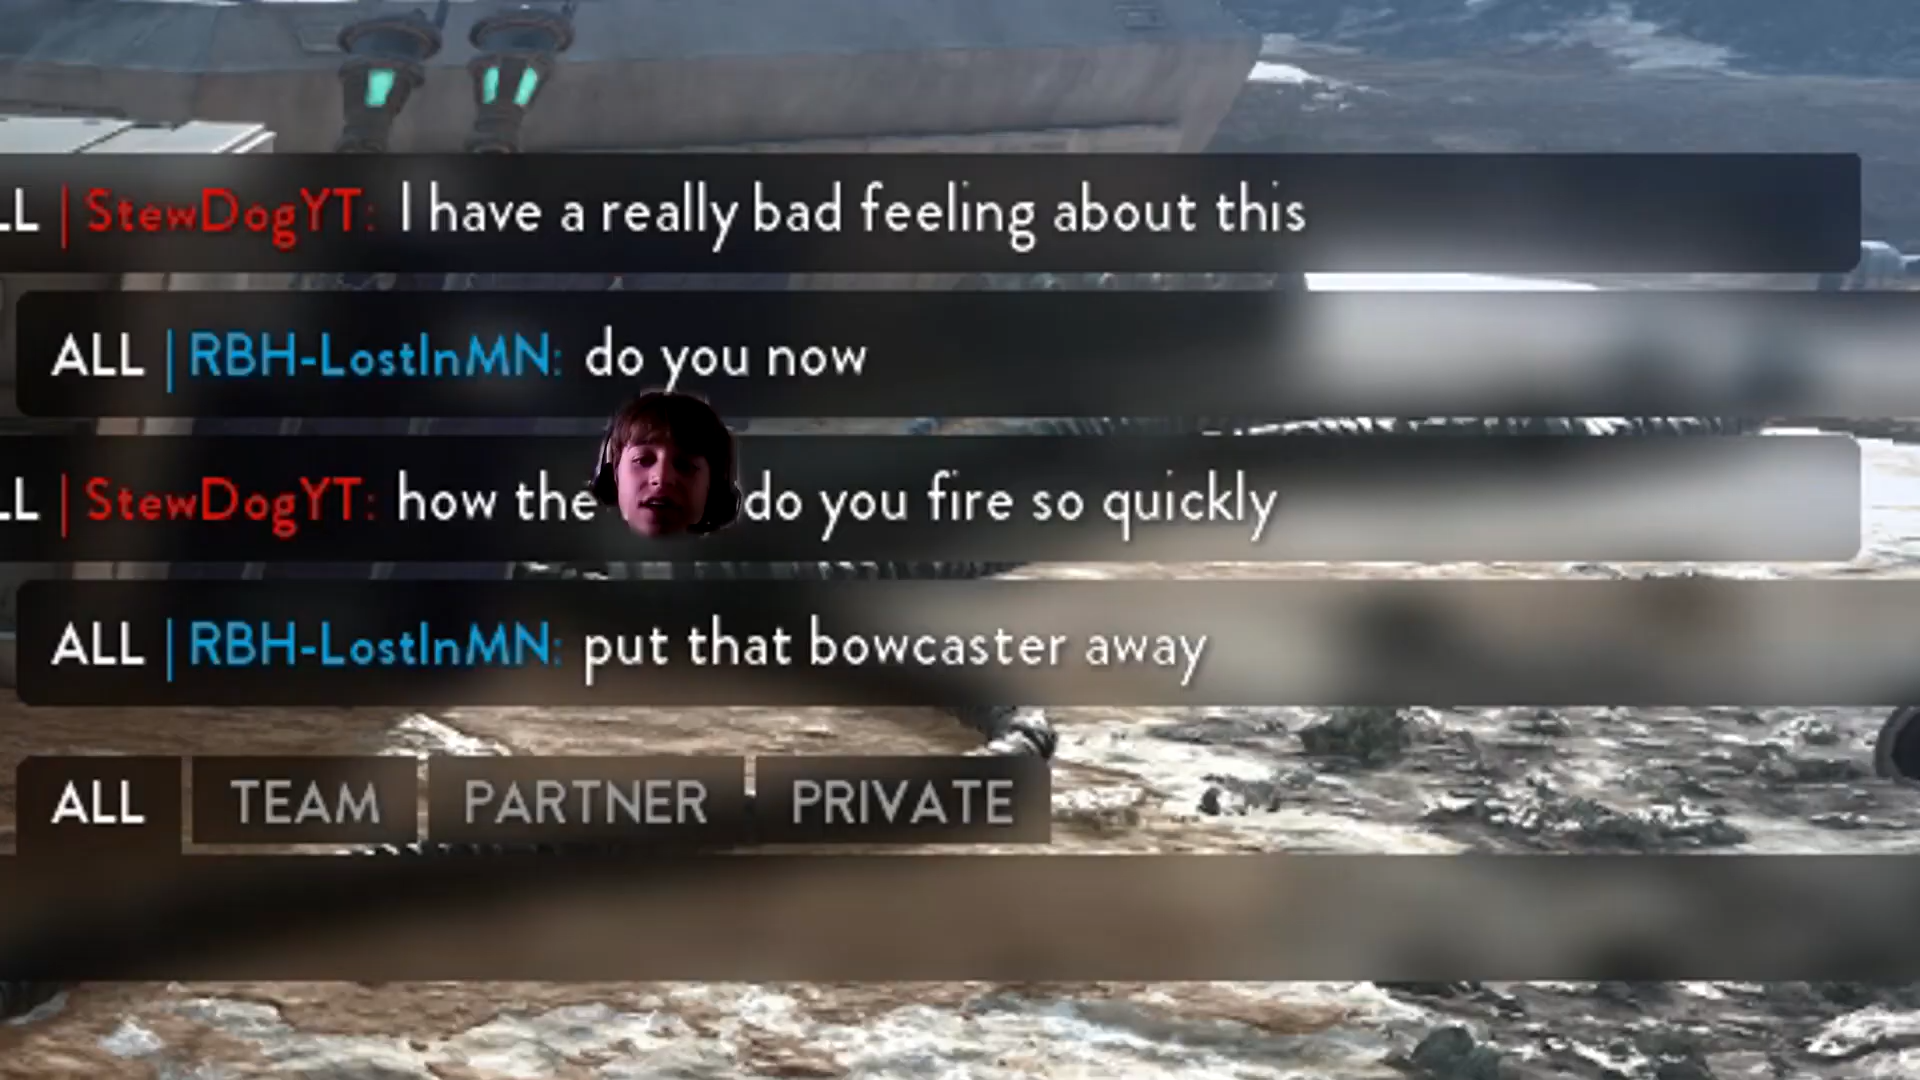 LL | StewDogYT: I have a really bad feeling about this
ALL | RBH-LostInMN: do you now
LL | StewDogYT: how the do you fire so quickly
ALL | RBH-LostInMN: put that bowcaster away
ALL TEAM PARTNER PRIVATE